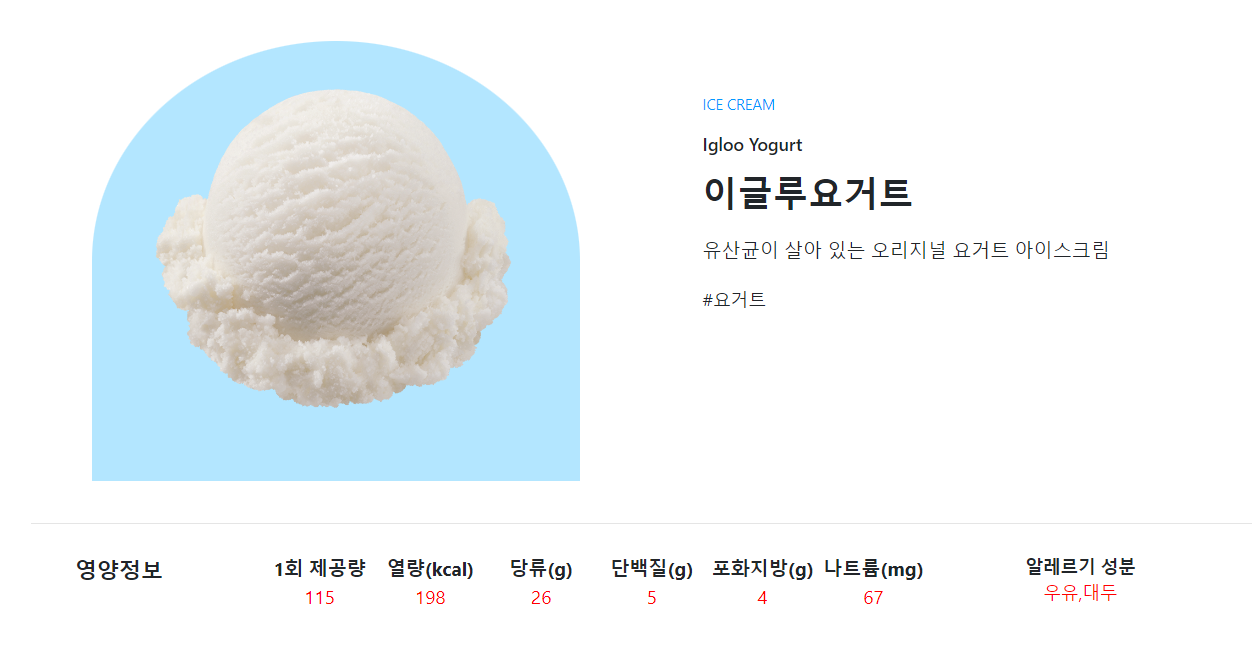 ICE CREAM
Igloo Yogurt
이글루요거트
유산균이 살아 있는 오리지널 요거트 아이스크림
#요거트
영양정보
1회 제공량 열량(kcal) 당류(g) 단백질(g) 포화지방(g) 나트륨(mg) 알레르기 성분
115 198 26 5 4 67 우유,대두